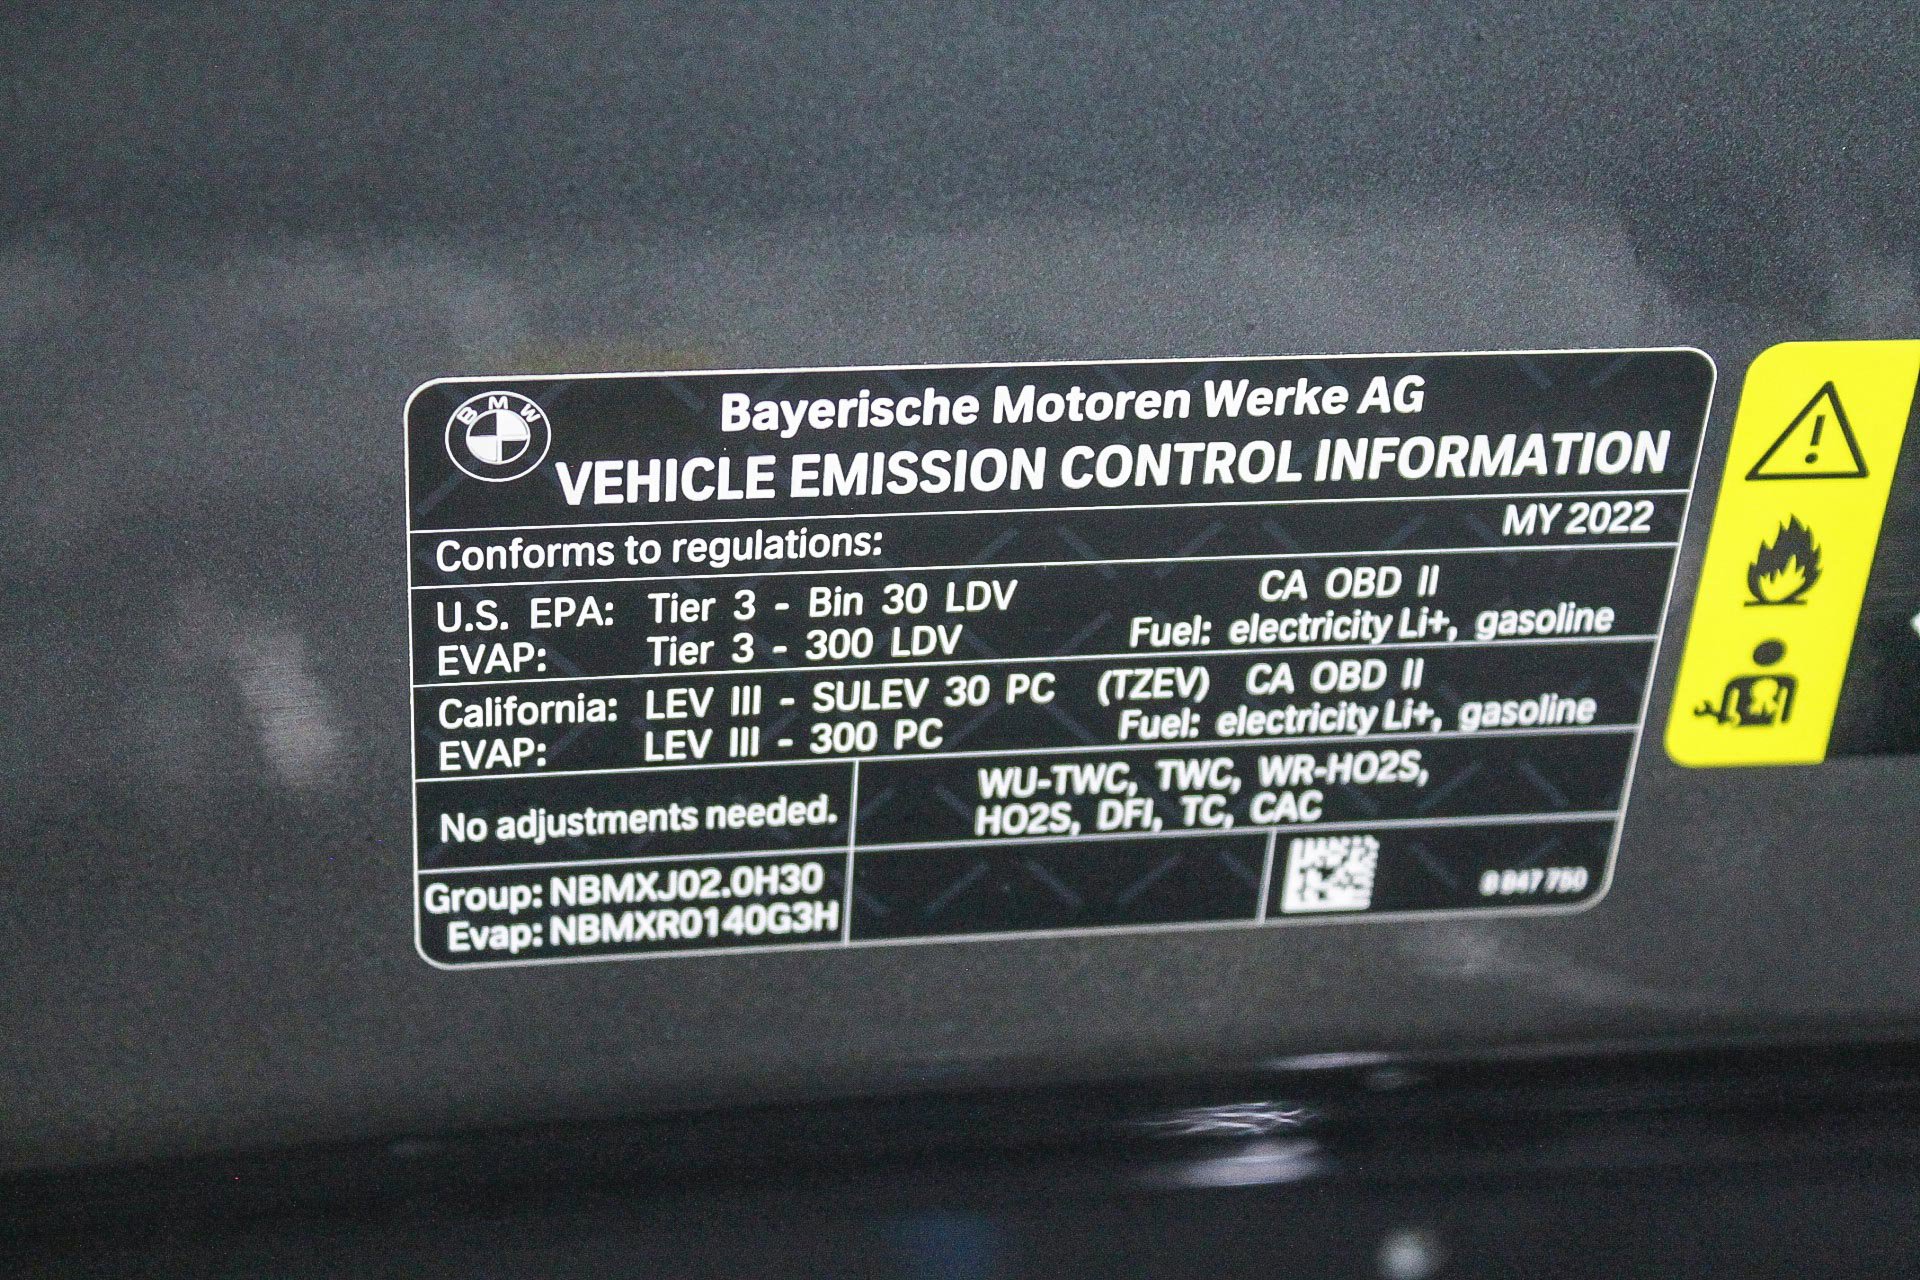 BMW
Bayerische Motoren Werke AG
VEHICLE EMISSION CONTROL INFORMATION
MY 2022
Conforms to regulations:
U.S. EPA: Tier 3 - Bin 30 LDV CA OBD II
EVAP: Tier 3 - 300 LDV Fuel: electricity Li+, gasoline
California: LEV III - SULEV 30 PC (TZEV) CA OBD II
EVAP: LEV III - 300 PC Fuel: electricity Li+, gasoline
No adjustments needed.
WU-TWC, TWC, WR-HO2S,
HO2S, DFI, TC, CAC
Group: NBMXJ02.0H30
Evap: NBMXR0140G3H